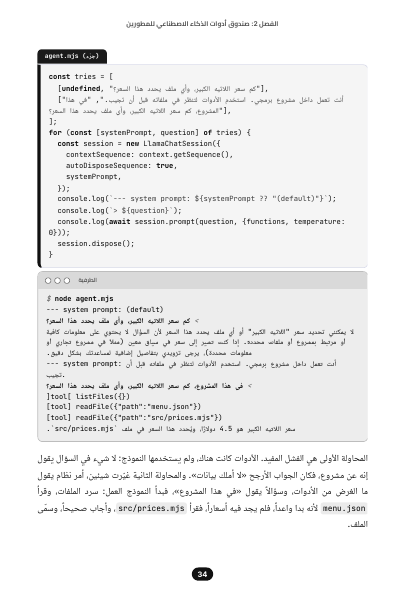 الفصل 2: صندوق أدوات الذكاء الاصطناعي للمطورين
agent.mjs (جزء)
const tries = [
[undefined, "كم سعر اللاتيه الكبير، وأي ملف يحدد هذا السعر؟"],
["أنت تعمل داخل مشروع برمجي. استخدم الأدوات لتنظر في ملفاته قبل أن تجيب.", "في هذا
المشروع، كم سعر اللاتيه الكبير، وأي ملف يحدد هذا السعر؟"],
];
for (const [systemPrompt, question] of tries) {
const session = new LlamaChatSession({
contextSequence: context.getSequence(),
autoDisposeSequence: true,
systemPrompt,
});
console.log(`--- system prompt: ${systemPrompt ?? "(default)"}`);
console.log(`> ${question}`);
console.log(await session.prompt(question, {functions, temperature:
0}));
session.dispose();
}
الطرفية
$ node agent.mjs
--- system prompt: (default)
> كم سعر اللاتيه الكبير، وأي ملف يحدد هذا السعر؟
لا يمكنني تحديد سعر "اللاتيه الكبير" أو أي ملف يحدد هذا السعر لأن السؤال لا يحتوي على معلومات كافية
أو مرتبط بمشروع أو ملفات محددة. إذا كنت تشير إلى سعر في سياق معين (مثلاً في مشروع تجاري أو
معلومات محددة)، يرجى تزويدي بتفاصيل إضافية لمساعدتك بشكل دقيق.
--- system prompt: أنت تعمل داخل مشروع برمجي. استخدم الأدوات لتنظر في ملفاته قبل أن
تجيب.
> في هذا المشروع، كم سعر اللاتيه الكبير، وأي ملف يحدد هذا السعر؟
[tool] listFiles({})
[tool] readFile({"path":"menu.json"})
[tool] readFile({"path":"src/prices.mjs"})
سعر اللاتيه الكبير هو 4.5 دولارًا، ويُحدد هذا السعر في ملف `src/prices.mjs`.
المحاولة الأولى هي الفشل المفيد. الأدوات كانت هناك، ولم يستخدمها النموذج: لا شيء في السؤال يقول
إنه عن مشروع، فكان الجواب الأرجح «لا أملك بيانات». والمحاولة الثانية غيّرت شيئين، أمر نظام يقول
ما الغرض من الأدوات، وسؤالاً يقول «في هذا المشروع»، فبدأ النموذج العمل: سرد الملفات، وقرأ
menu.json لأنه بدا واعداً، فلم يجد فيه أسعاراً، فقرأ src/prices.mjs، وأجاب صحيحاً، وسمّى
الملف.
34